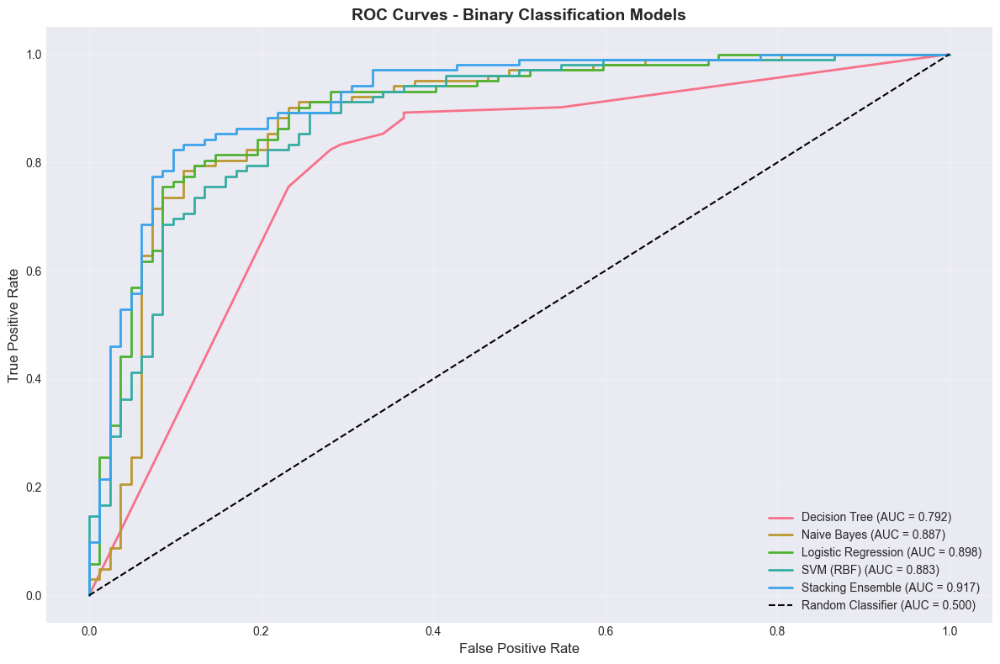 ROC Curves - Binary Classification Models
True Positive Rate
1.0
0.8
0.6
0.4
0.2
0.0
0.0 0.2 0.4 0.6 0.8 1.0
False Positive Rate
Decision Tree (AUC = 0.792)
Naive Bayes (AUC = 0.887)
Logistic Regression (AUC = 0.898)
SVM (RBF) (AUC = 0.883)
Stacking Ensemble (AUC = 0.917)
Random Classifier (AUC = 0.500)